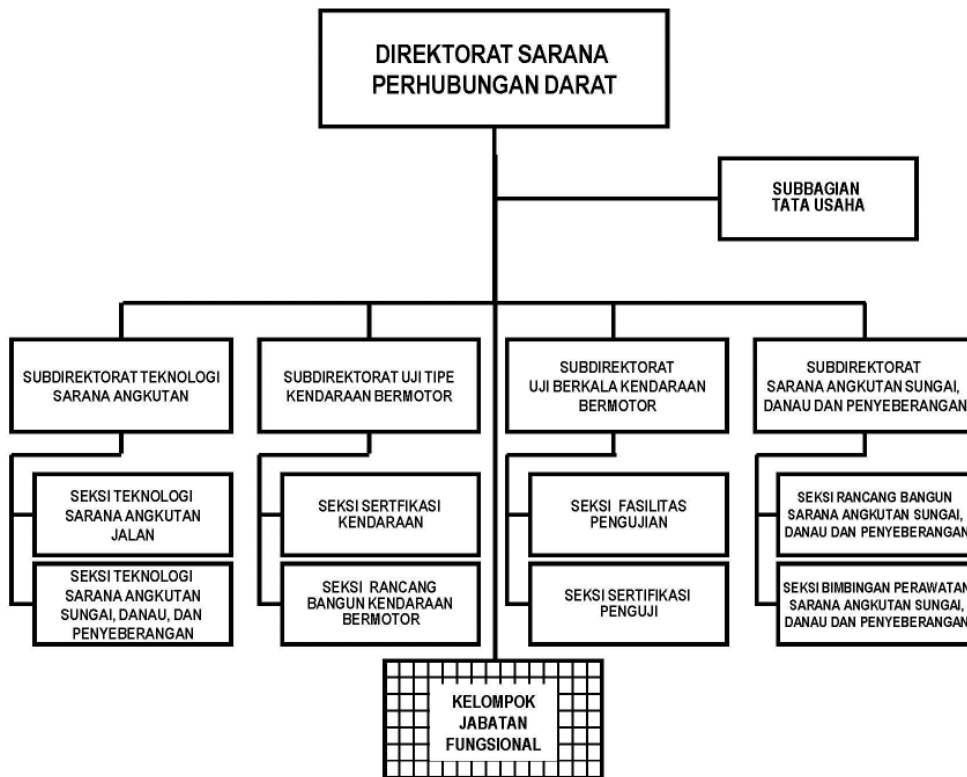 DIREKTORAT SARANA
PERHUBUNGAN DARAT
SUBBAGIAN
TATA USAHA
SUBDIREKTORAT TEKNOLOGI
SARANA ANGKUTAN
SUBDIREKTORAT UJI TIPE
KENDARAAN BERMOTOR
SUBDIREKTORAT
UJI BERKALA KENDARAAN
BERMOTOR
SUBDIREKTORAT
SARANA ANGKUTAN SUNGAI,
DANAU DAN PENYEBERANGAN
SEKSI TEKNOLOGI
SARANA ANGKUTAN
JALAN
SEKSI SERTFIKASI
KENDARAAN
SEKSI FASILITAS
PENGUJIAN
SEKSI RANCANG BANGUN
SARANA ANGKUTAN SUNGAI,
DANAU DAN PENYEBERANGAN
SEKSI TEKNOLOGI
SARANA ANGKUTAN
SUNGAI, DANAU, DAN
PENYEBERANGAN
SEKSI RANCANG
BANGUN KENDARAAN
BERMOTOR
SEKSI SERTIFIKASI
PENGUJI
SEKSI BIMBINGAN PERAWATAN
SARANA ANGKUTAN SUNGAI,
DANAU DAN PENYEBERANGAN
KELOMPOK
JABATAN
FUNGSIONAL